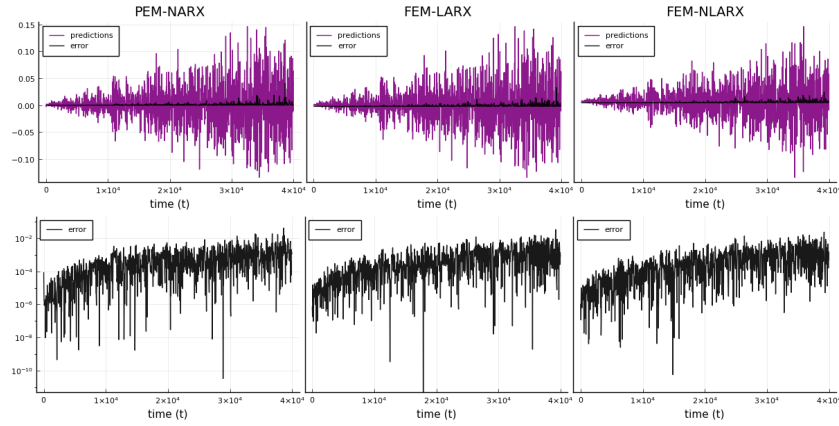 PEM-NARX FEM-LARX FEM-NLARX
predictions
error
predictions
error
predictions
error
0.15
0.10
0.05
0.00
−0.05
−0.10
0 1×10⁴ 2×10⁴ 3×10⁴ 4×10⁴ 0 1×10⁴ 2×10⁴ 3×10⁴ 4×10⁴ 0 1×10⁴ 2×10⁴ 3×10⁴ 4×10⁴
time (t) time (t) time (t)
error error error
10⁻²
10⁻⁴
10⁻⁶
10⁻⁸
10⁻¹⁰
0 1×10⁴ 2×10⁴ 3×10⁴ 4×10⁴ 0 1×10⁴ 2×10⁴ 3×10⁴ 4×10⁴ 0 1×10⁴ 2×10⁴ 3×10⁴ 4×10⁴
time (t) time (t) time (t)